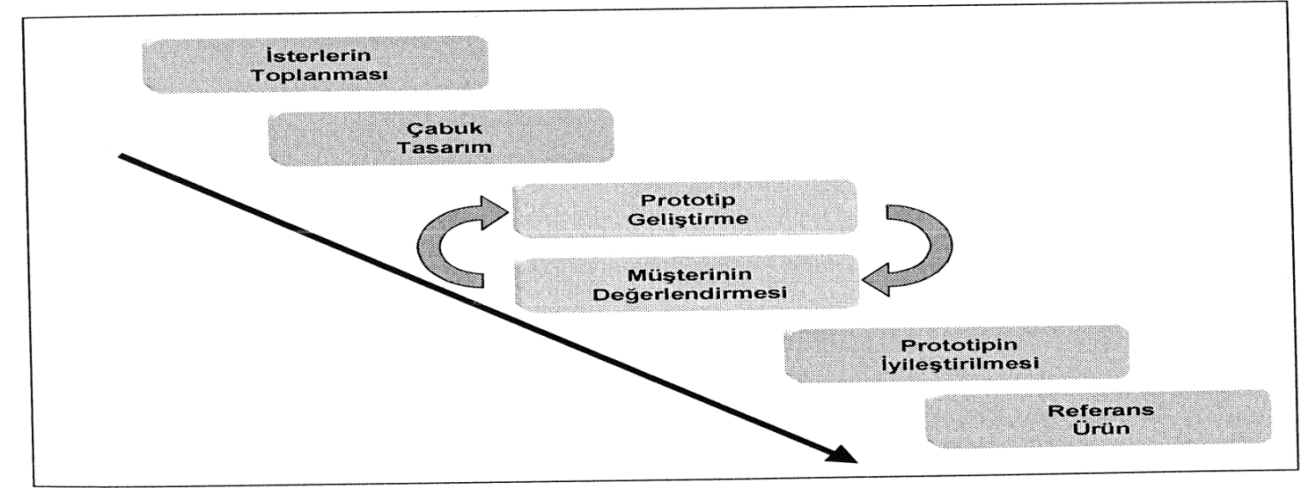 İsterlerin
Toplanması
Çabuk
Tasarım
Prototip
Geliştirme
Müşterinin
Değerlendirmesi
Prototipin
İyileştirilmesi
Referans
Ürün